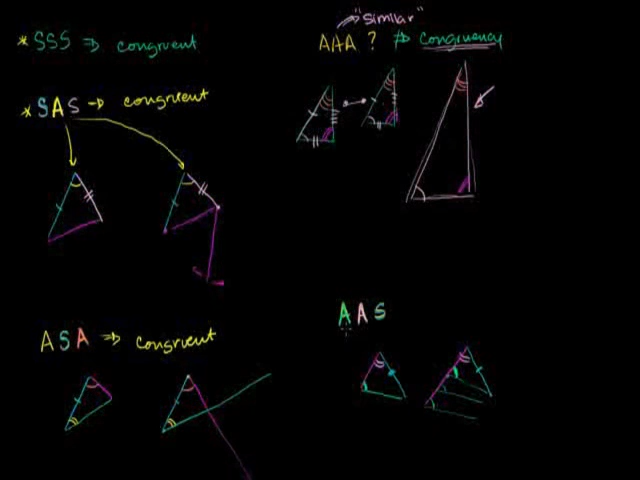 *SSS => congruent
*SAS -> congruent
ASA => congruent
-> "Similar"
AAA ? ≠> congruency
AAS